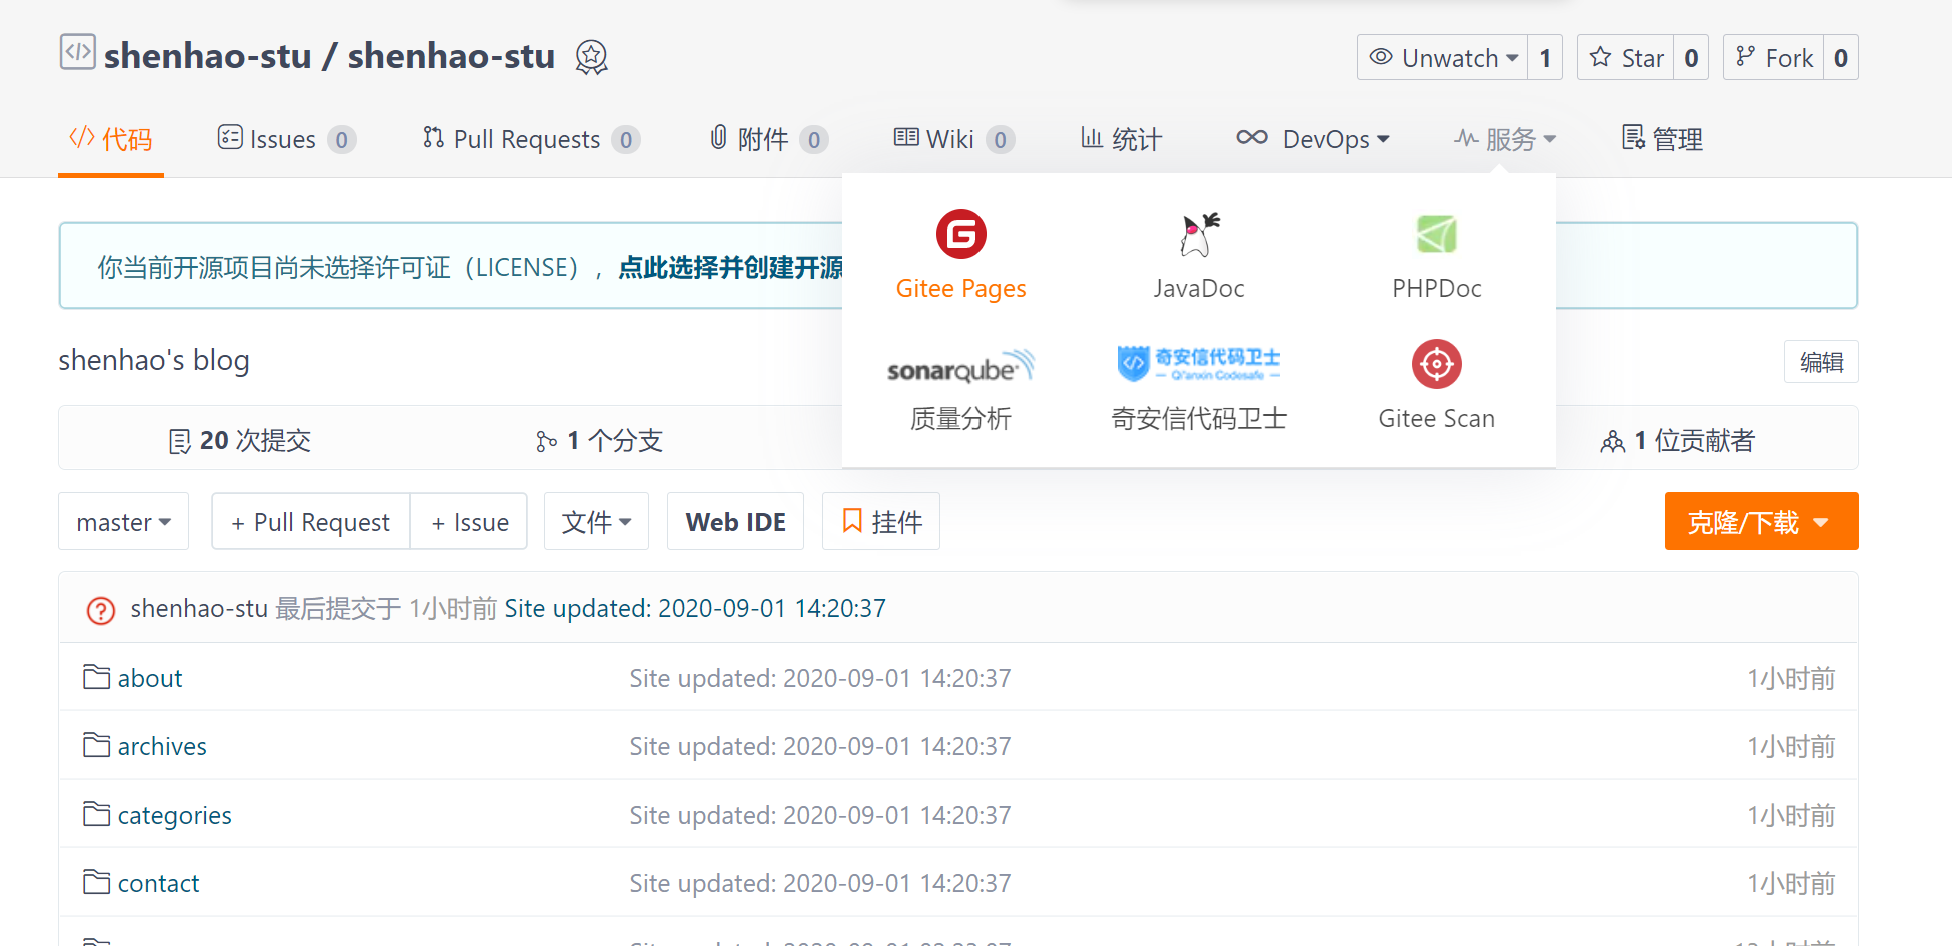 shenhao-stu / shenhao-stu
Unwatch 1 Star 0 Fork 0
代码 Issues 0 Pull Requests 0 附件 0 Wiki 0 统计 DevOps 服务 管理
你当前开源项目尚未选择许可证（LICENSE），点此选择并创建开源
Gitee Pages JavaDoc PHPDoc
shenhao's blog
编辑
sonarqube 奇安信代码卫士
Qi'anxin Codesafe
质量分析 奇安信代码卫士 Gitee Scan
20 次提交 1 个分支 1 位贡献者
master + Pull Request + Issue 文件 Web IDE 挂件 克隆/下载
shenhao-stu 最后提交于 1小时前 Site updated: 2020-09-01 14:20:37
about Site updated: 2020-09-01 14:20:37 1小时前
archives Site updated: 2020-09-01 14:20:37 1小时前
categories Site updated: 2020-09-01 14:20:37 1小时前
contact Site updated: 2020-09-01 14:20:37 1小时前